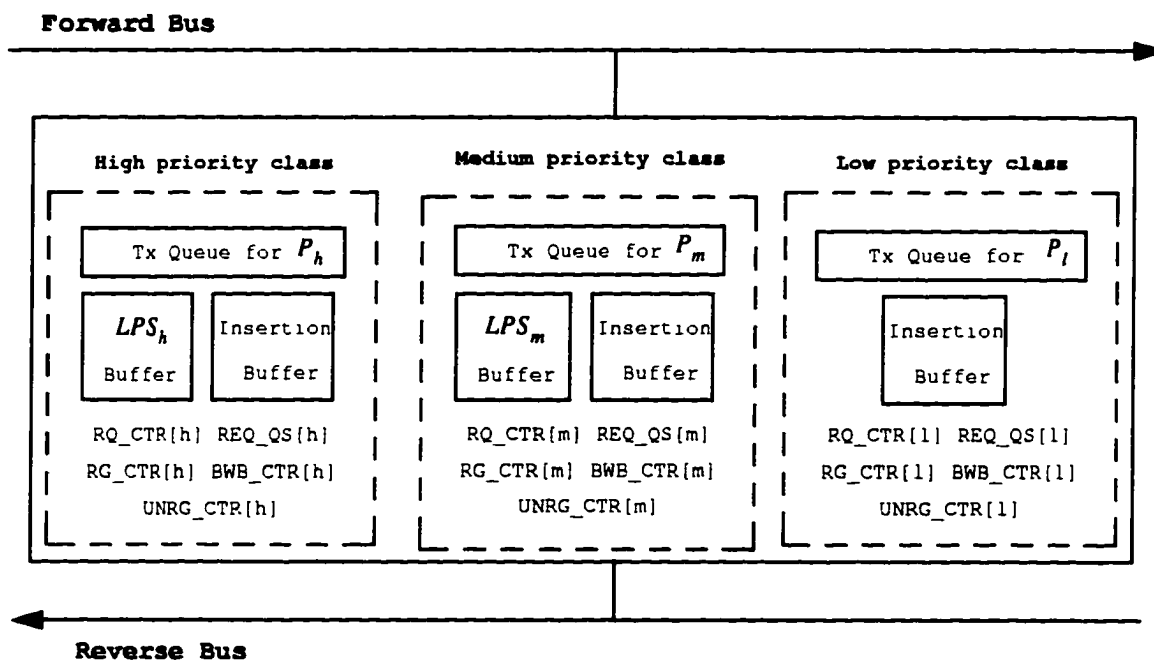 Forward Bus
High priority class
Medium priority class
Low priority class
Tx Queue for P_h
LPS_h
Buffer
Insertion
Buffer
RQ_CTR[h] REQ_QS[h]
RG_CTR[h] BWB_CTR[h]
UNRG_CTR[h]
Tx Queue for P_m
LPS_m
Buffer
Insertion
Buffer
RQ_CTR[m] REQ_QS[m]
RG_CTR[m] BWB_CTR[m]
UNRG_CTR[m]
Tx Queue for P_l
Insertion
Buffer
RQ_CTR[l] REQ_QS[l]
RG_CTR[l] BWB_CTR[l]
UNRG_CTR[l]
Reverse Bus